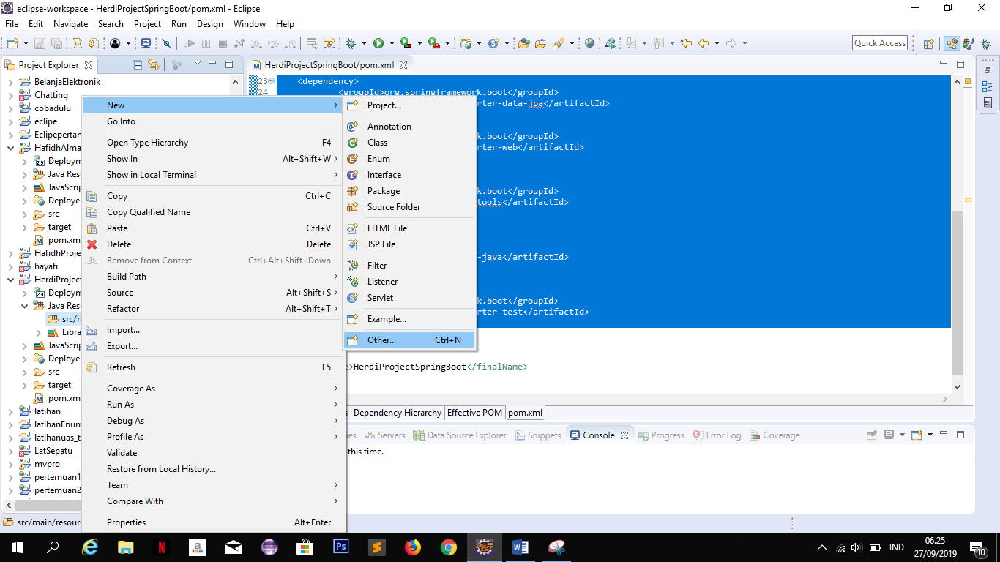 eclipse-workspace - HerdiProjectSpringBoot/pom.xml - Eclipse
File Edit Navigate Search Project Run Design Window Help
Quick Access
Project Explorer
HerdiProjectSpringBoot/pom.xml
BelanjaElektronik
Chatting
cobadulu
eclipe
Eclipepertan
HafidhAlma
Deploym
Java Reso
JavaScrip
Deployed
src
target
pom.xm
HafidhProje
hayati
HerdiProject
Deploym
Java Reso
src/m
Libra
JavaScrip
Deployed
src
target
pom.xm
latihan
latihanEnum
latihanuas_t
LatSepatu
mvpro
pertemuan1
pertemuan2
New
Go Into
Open Type Hierarchy F4
Show In Alt+Shift+W
Show in Local Terminal
Copy Ctrl+C
Copy Qualified Name
Paste Ctrl+V
Delete Delete
Remove from Context Ctrl+Alt+Shift+Down
Build Path
Source Alt+Shift+S
Refactor Alt+Shift+T
Import...
Export...
Refresh F5
Coverage As
Run As
Debug As
Profile As
Validate
Restore from Local History...
Team
Compare With
Properties Alt+Enter
Project...
Annotation
Class
Enum
Interface
Package
Source Folder
HTML File
JSP File
Filter
Listener
Servlet
Example...
Other... Ctrl+N
23 <dependency>
24 <groupId>org.springframework.boot</groupId>
rter-data-jpa</artifactId>
k.boot</groupId>
rter-web</artifactId>
k.boot</groupId>
tools</artifactId>
-java</artifactId>
k.boot</groupId>
rter-test</artifactId>
e>HerdiProjectSpringBoot</finalName>
s Dependency Hierarchy Effective POM pom.xml
ies Servers Data Source Explorer Snippets Console Progress Error Log Coverage
this time.
src/main/resour
IND
06.25
27/09/2019
10